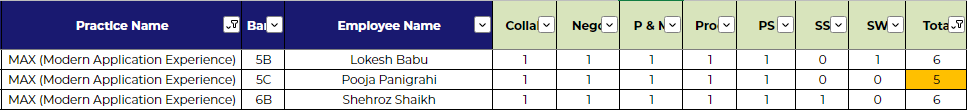 Practice Name Ban Employee Name Colla Nego P & M Pro PS SS SW Tota
MAX (Modern Application Experience) 5B Lokesh Babu 1 1 1 1 1 0 1 6
MAX (Modern Application Experience) 5C Pooja Panigrahi 1 1 1 1 1 0 0 5
MAX (Modern Application Experience) 6B Shehroz Shaikh 1 1 1 1 1 1 0 6